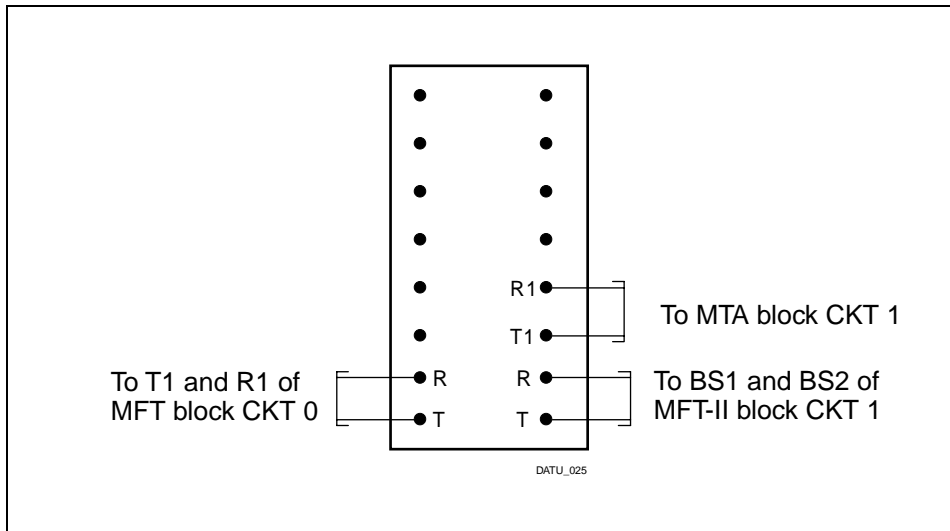 R1
T1
To MTA block CKT 1
To T1 and R1 of
MFT block CKT 0
R
T
R
T
To BS1 and BS2 of
MFT-II block CKT 1
DATU_025